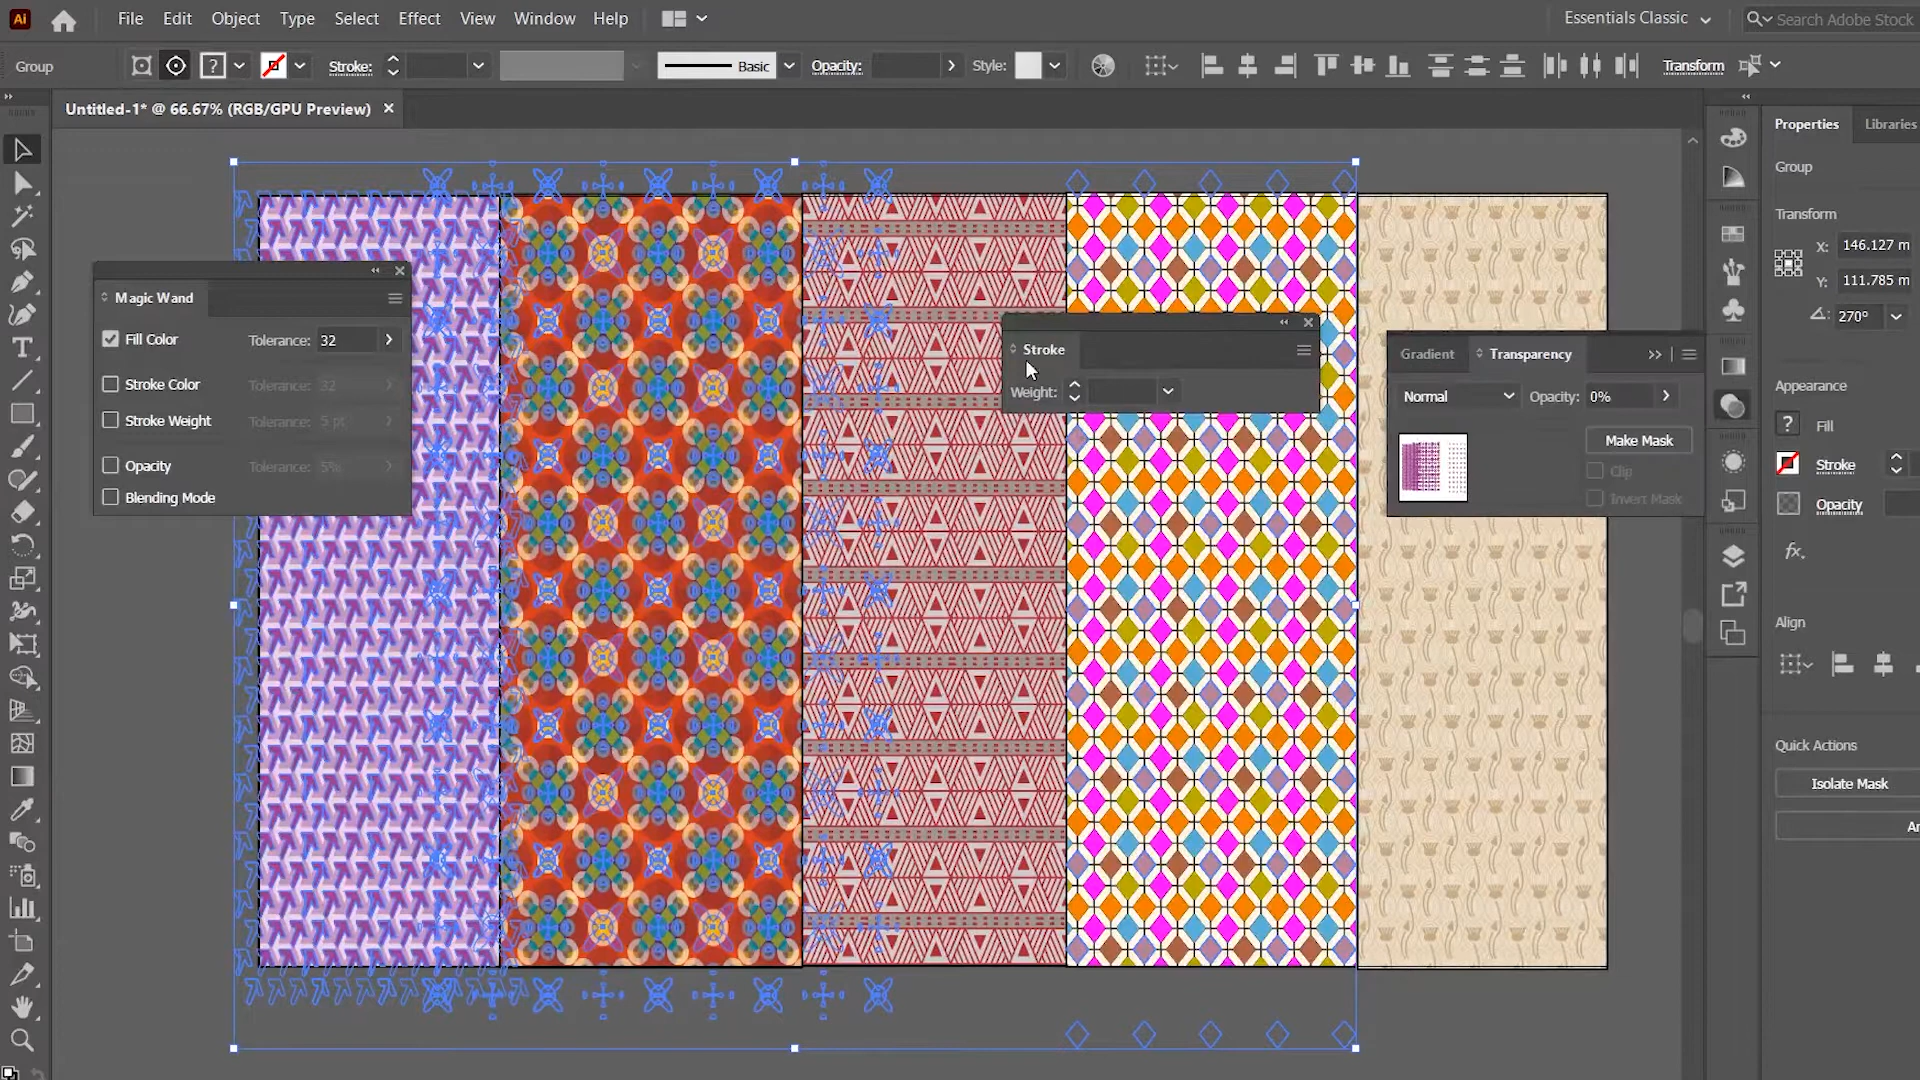 Ai File Edit Object Type Select Effect View Window Help Essentials Classic Search Adobe Stock
Group ? Stroke: Basic Opacity: Style: Transform
Untitled-1* @ 66.67% (RGB/GPU Preview)
Properties Libraries
Group
Transform
X: 146.127 m
Y: 111.785 m
270°
Magic Wand
Fill Color Tolerance: 32
Stroke Color Tolerance: 32
Stroke Weight Tolerance: 5 pt
Opacity Tolerance: 5%
Blending Mode
Stroke
Weight:
Gradient Transparency
Normal Opacity: 0%
Make Mask
Clip
Invert Mask
Appearance
? Fill
Stroke
Opacity
fx.
Align
Quick Actions
Isolate Mask
Ar